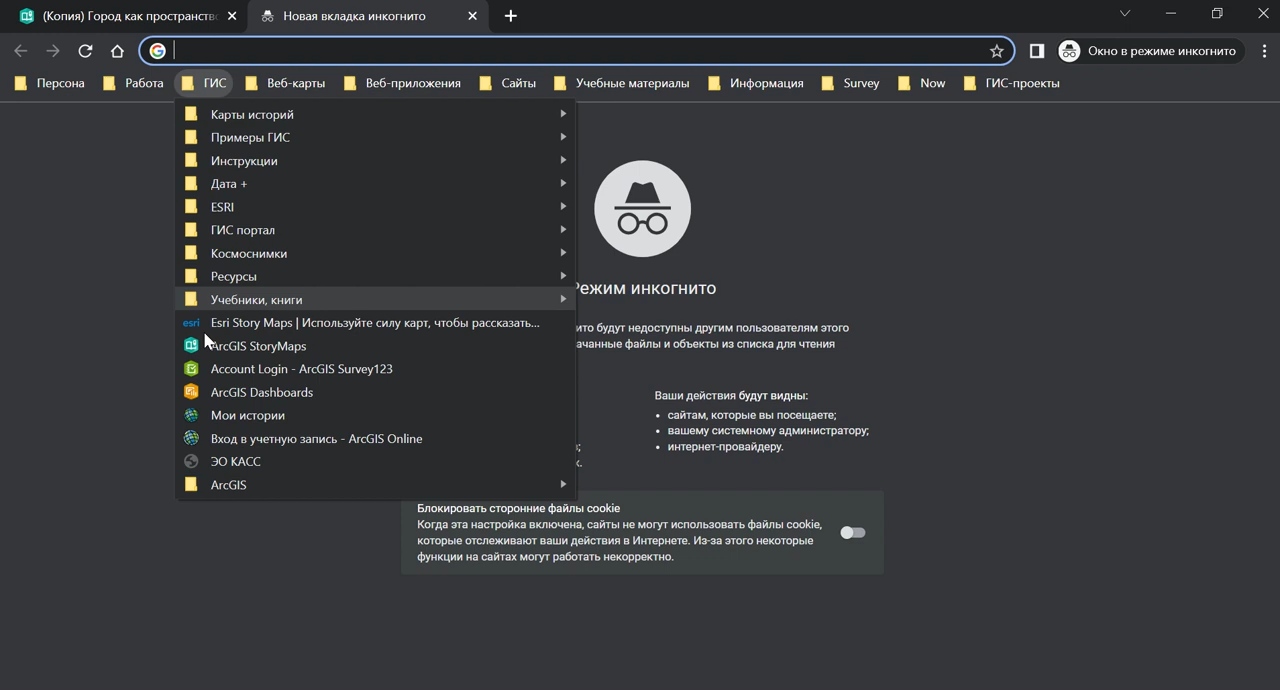 (Копия) Город как пространство
Новая вкладка инкогнито
Окно в режиме инкогнито
Персона
Работа
ГИС
Веб-карты
Веб-приложения
Сайты
Учебные материалы
Информация
Survey
Now
ГИС-проекты
Карты историй
Примеры ГИС
Инструкции
Дата +
ESRI
ГИС портал
Космоснимки
Ресурсы
Учебники, книги
esri Esri Story Maps | Используйте силу карт, чтобы рассказать...
ArcGIS StoryMaps
Account Login - ArcGIS Survey123
ArcGIS Dashboards
Мои истории
Вход в учетную запись - ArcGIS Online
ЭО КАСС
ArcGIS
Режим инкогнито
ито будут недоступны другим пользователям этого
ачанные файлы и объекты из списка для чтения
Ваши действия будут видны:
• сайтам, которые вы посещаете;
• вашему системному администратору;
• интернет-провайдеру.
Блокировать сторонние файлы cookie
Когда эта настройка включена, сайты не могут использовать файлы cookie,
которые отслеживают ваши действия в Интернете. Из-за этого некоторые
функции на сайтах могут работать некорректно.